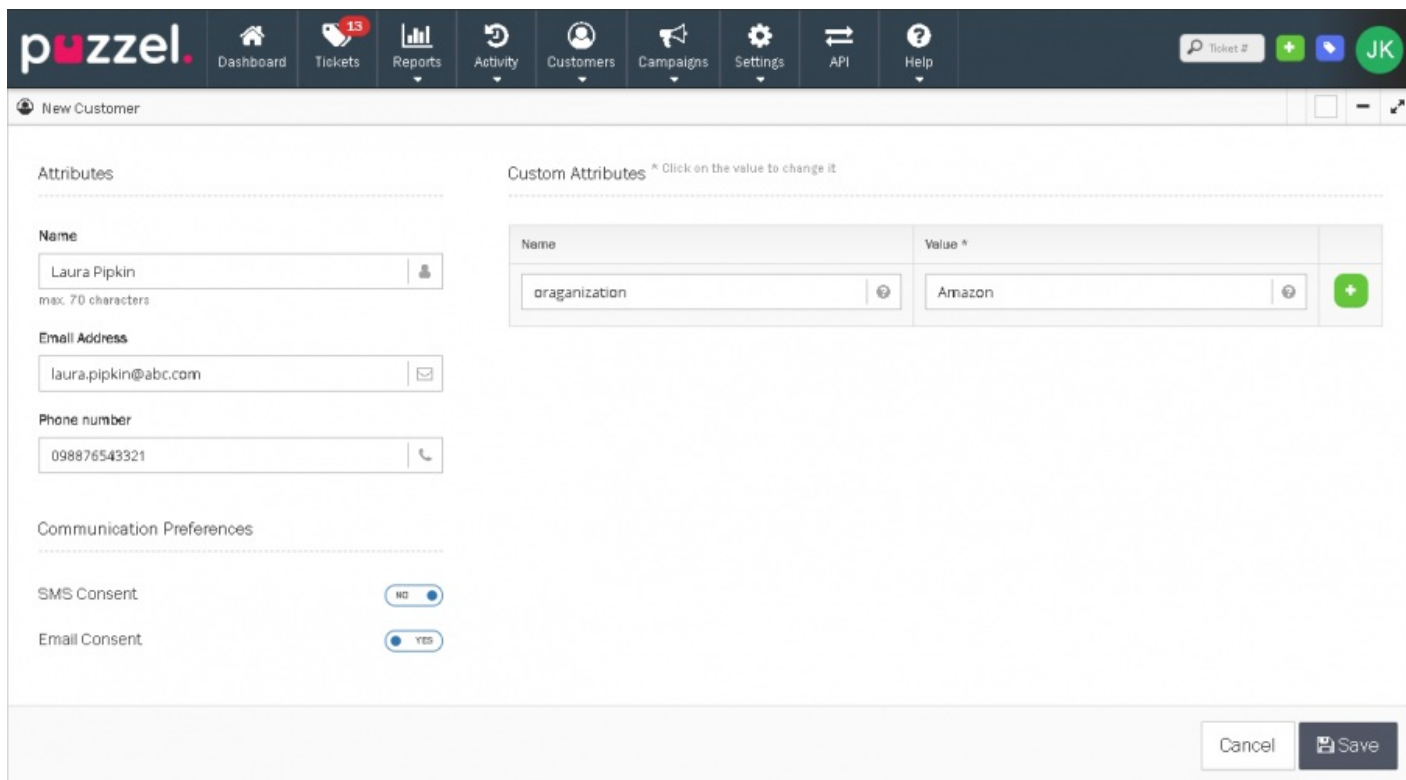 puzzel.
Dashboard
13
Tickets
Reports
Activity
Customers
Campaigns
Settings
API
Help
Ticket #
JK
New Customer
Attributes
Custom Attributes * Click on the value to change it
Name
Laura Pipkin
max. 70 characters
Email Address
laura.pipkin@abc.com
Phone number
098876543321
Name
Value *
oraganization
Amazon
Communication Preferences
SMS Consent
NO
Email Consent
YES
Cancel
Save